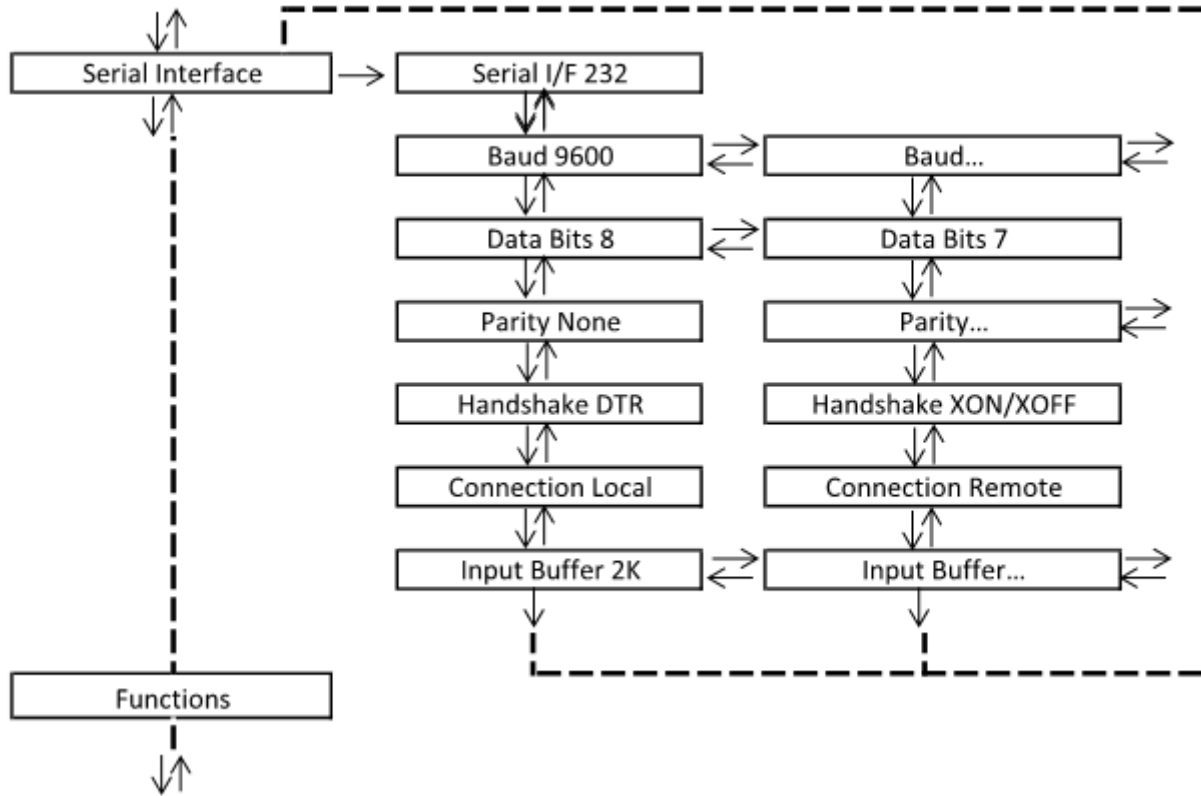 Serial Interface
Serial I/F 232
Baud 9600
Baud...
Data Bits 8
Data Bits 7
Parity None
Parity...
Handshake DTR
Handshake XON/XOFF
Connection Local
Connection Remote
Input Buffer 2K
Input Buffer...
Functions